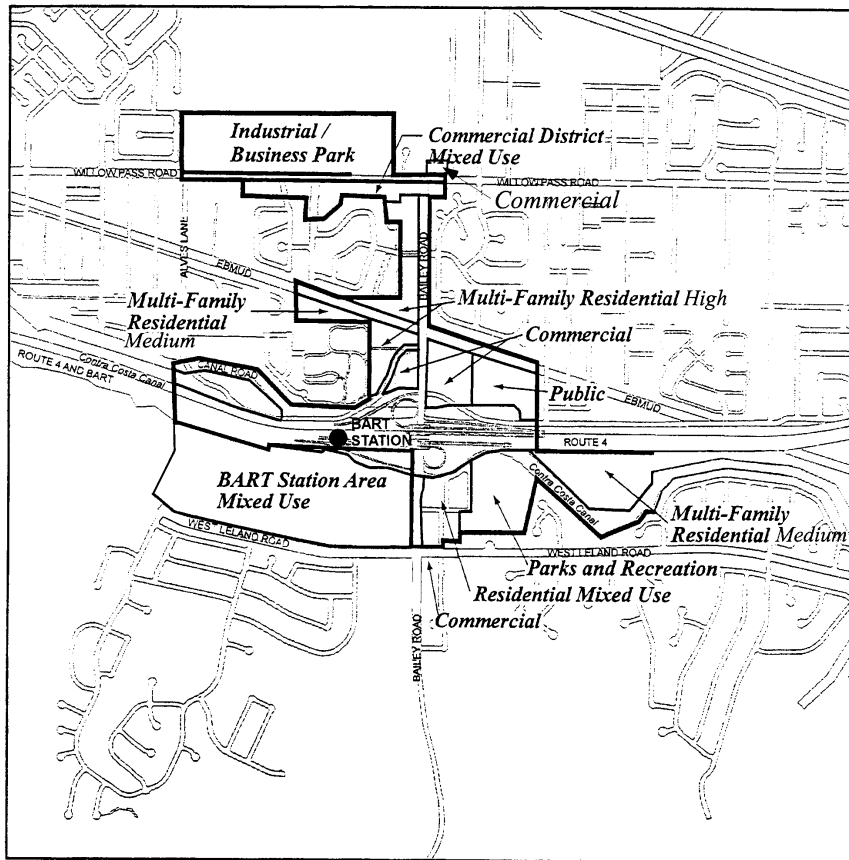 Industrial /
Business Park
Commercial District
Mixed Use
WILLOW PASS ROAD
WILLOW PASS ROAD
Commercial
ALVES LANE
BAILEY ROAD
EBMUD
Multi-Family
Residential
Medium
Multi-Family Residential High
Commercial
Contra Costa Canal
ROUTE 4 AND BART
CANAL ROAD
Public
EBMUD
BART
STATION
ROUTE 4
BART Station Area
Mixed Use
Contra Costa Canal
Multi-Family
Residential Medium
WEST LELAND ROAD
WEST LELAND ROAD
Parks and Recreation
Residential Mixed Use
Commercial
BAILEY ROAD